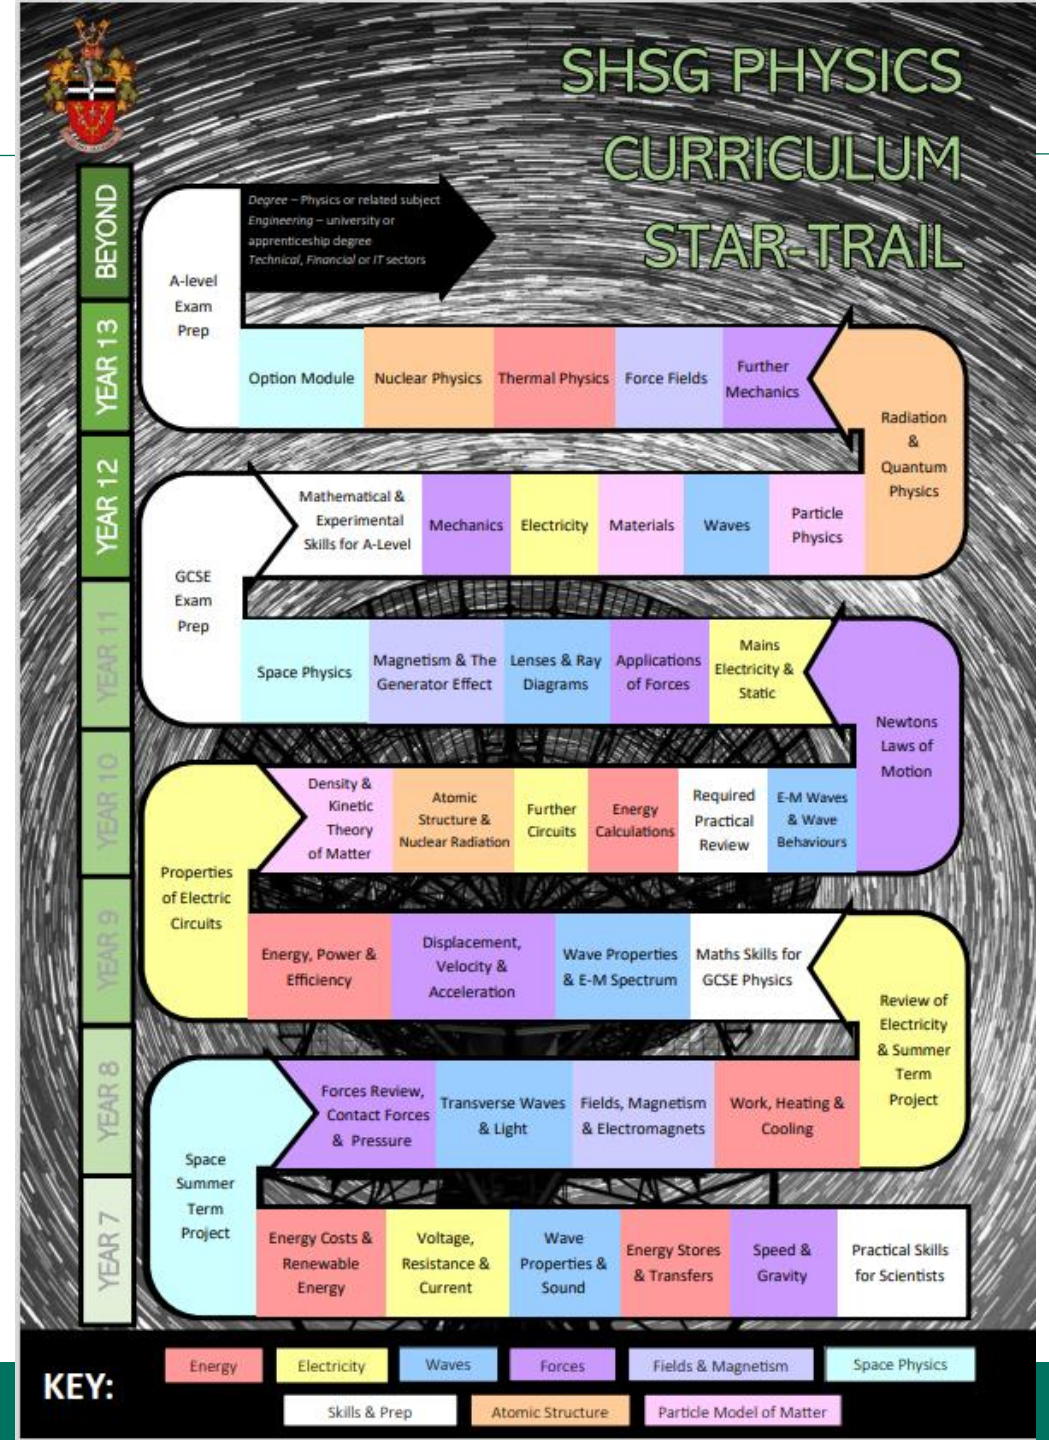 SHSG PHYSICS
CURRICULUM
STAR-TRAIL
BEYOND
Degree – Physics or related subject
Engineering – university or
apprenticeship degree
Technical, Financial or IT sectors
A-level
Exam
Prep
YEAR 13
Option Module
Nuclear Physics
Thermal Physics
Force Fields
Further
Mechanics
Radiation
&
Quantum
Physics
YEAR 12
Mathematical &
Experimental
Skills for A-Level
Mechanics
Electricity
Materials
Waves
Particle
Physics
GCSE
Exam
Prep
YEAR 11
Space Physics
Magnetism & The
Generator Effect
Lenses & Ray
Diagrams
Applications
of Forces
Mains
Electricity &
Static
Newtons
Laws of
Motion
YEAR 10
Density &
Kinetic
Theory
of Matter
Atomic
Structure &
Nuclear Radiation
Further
Circuits
Energy
Calculations
Required
Practical
Review
E-M Waves
& Wave
Behaviours
Properties
of Electric
Circuits
YEAR 9
Energy, Power &
Efficiency
Displacement,
Velocity &
Acceleration
Wave Properties
& E-M Spectrum
Maths Skills for
GCSE Physics
Review of
Electricity
& Summer
Term
Project
YEAR 8
Forces Review,
Contact Forces
& Pressure
Transverse Waves
& Light
Fields, Magnetism
& Electromagnets
Work, Heating &
Cooling
Space
Summer
Term
Project
YEAR 7
Energy Costs &
Renewable
Energy
Voltage,
Resistance &
Current
Wave
Properties &
Sound
Energy Stores
& Transfers
Speed &
Gravity
Practical Skills
for Scientists
KEY:
Energy
Electricity
Waves
Forces
Fields & Magnetism
Space Physics
Skills & Prep
Atomic Structure
Particle Model of Matter